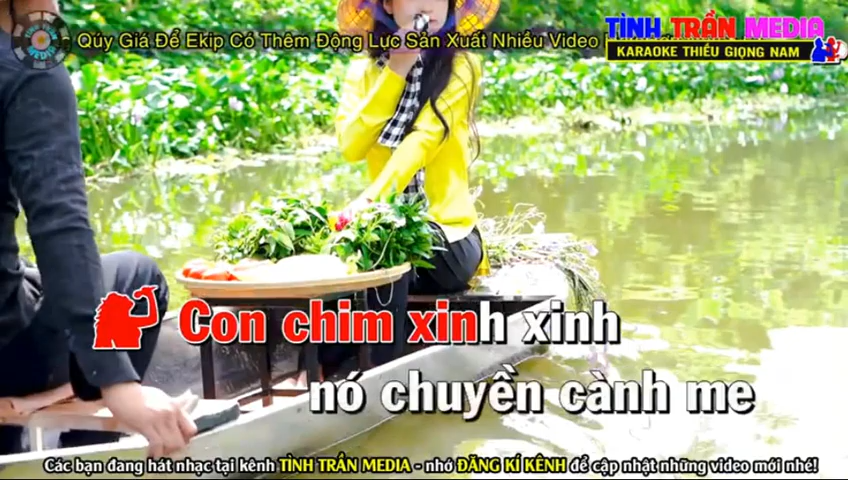 Qúy Giá Để Ekip Có Thêm Động Lực Sản Xuất Nhiều Video
TÌNH TRẦN MEDIA
KARAOKE THIẾU GIỌNG NAM
Con chim xinh xinh
nó chuyền cành me
Các bạn đang hát nhạc tại kênh TÌNH TRẦN MEDIA - nhớ ĐĂNG KÍ KÊNH để cập nhật những video mới nhé!